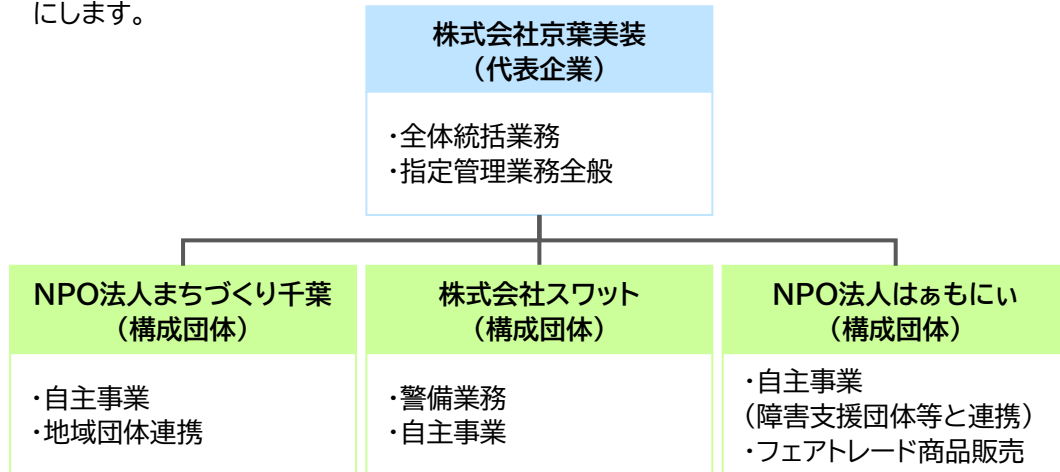 にします。
株式会社京葉美装
（代表企業）
・全体統括業務
・指定管理業務全般
NPO法人まちづくり千葉
（構成団体）
・自主事業
・地域団体連携
株式会社スワット
（構成団体）
・警備業務
・自主事業
NPO法人はぁもにぃ
（構成団体）
・自主事業
（障害支援団体等と連携）
・フェアトレード商品販売